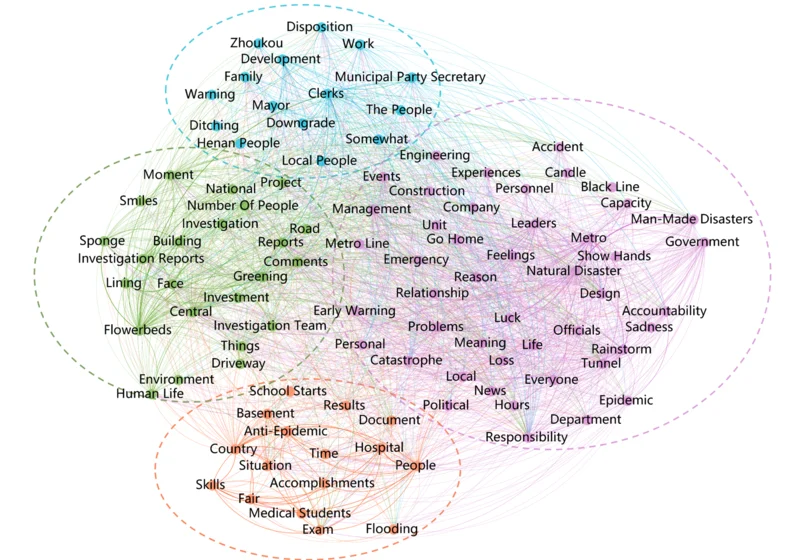 Disposition
Zhoukou
Work
Development
Family
Municipal Party Secretary
Warning
Clerks
Mayor
The People
Ditching
Downgrade
Henan People
Somewhat
Local People
Engineering
Accident
Moment
National
Project
Events
Experiences
Candle
Construction
Personnel
Black Line
Smiles
Number Of People
Management
Company
Capacity
Investigation
Road
Unit
Leaders
Man-Made Disasters
Sponge
Building
Reports
Metro Line
Go Home
Metro
Government
Investigation Reports
Comments
Emergency
Feelings
Show Hands
Natural Disaster
Lining
Face
Greening
Reason
Investment
Relationship
Design
Central
Early Warning
Luck
Accountability
Flowerbeds
Investigation Team
Problems
Officials
Sadness
Things
Personal
Meaning
Life
Rainstorm
Driveway
Catastrophe
Loss
Tunnel
Environment
Local
Everyone
Human Life
School Starts
News
Results
Political
Hours
Epidemic
Basement
Document
Department
Anti-Epidemic
Responsibility
Country
Time
Hospital
Situation
People
Skills
Accomplishments
Fair
Medical Students
Exam
Flooding